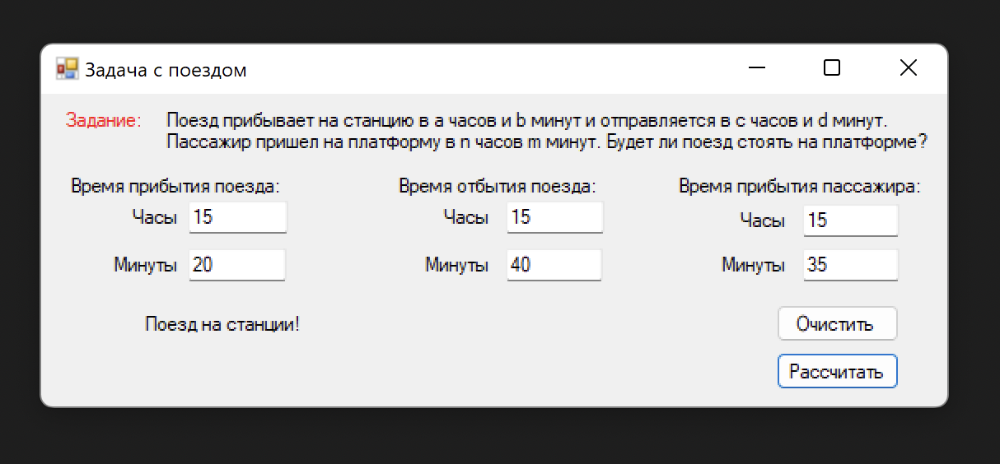 Задача с поездом
Задание: Поезд прибывает на станцию в a часов и b минут и отправляется в c часов и d минут.
Пассажир пришел на платформу в n часов m минут. Будет ли поезд стоять на платформе?
Время прибытия поезда: Время отбытия поезда: Время прибытия пассажира:
Часы 15 Часы 15 Часы 15
Минуты 20 Минуты 40 Минуты 35
Поезд на станции! Очистить
Рассчитать